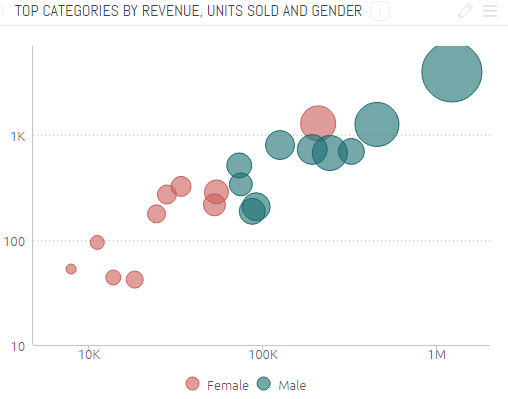 TOP CATEGORIES BY REVENUE, UNITS SOLD AND GENDER i
1K
100
10
10K 100K 1M
Female Male